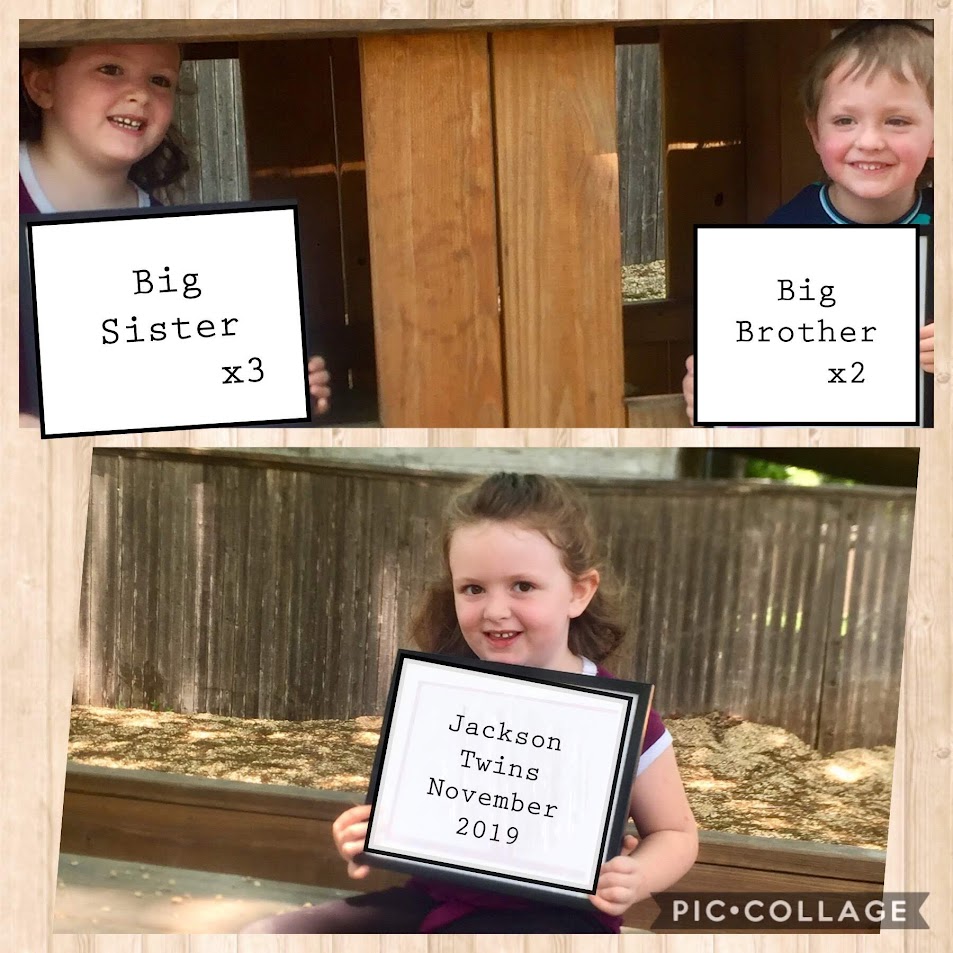 Big
Sister
x3
Big
Brother
x2
Jackson
Twins
November
2019
PIC•COLLAGE